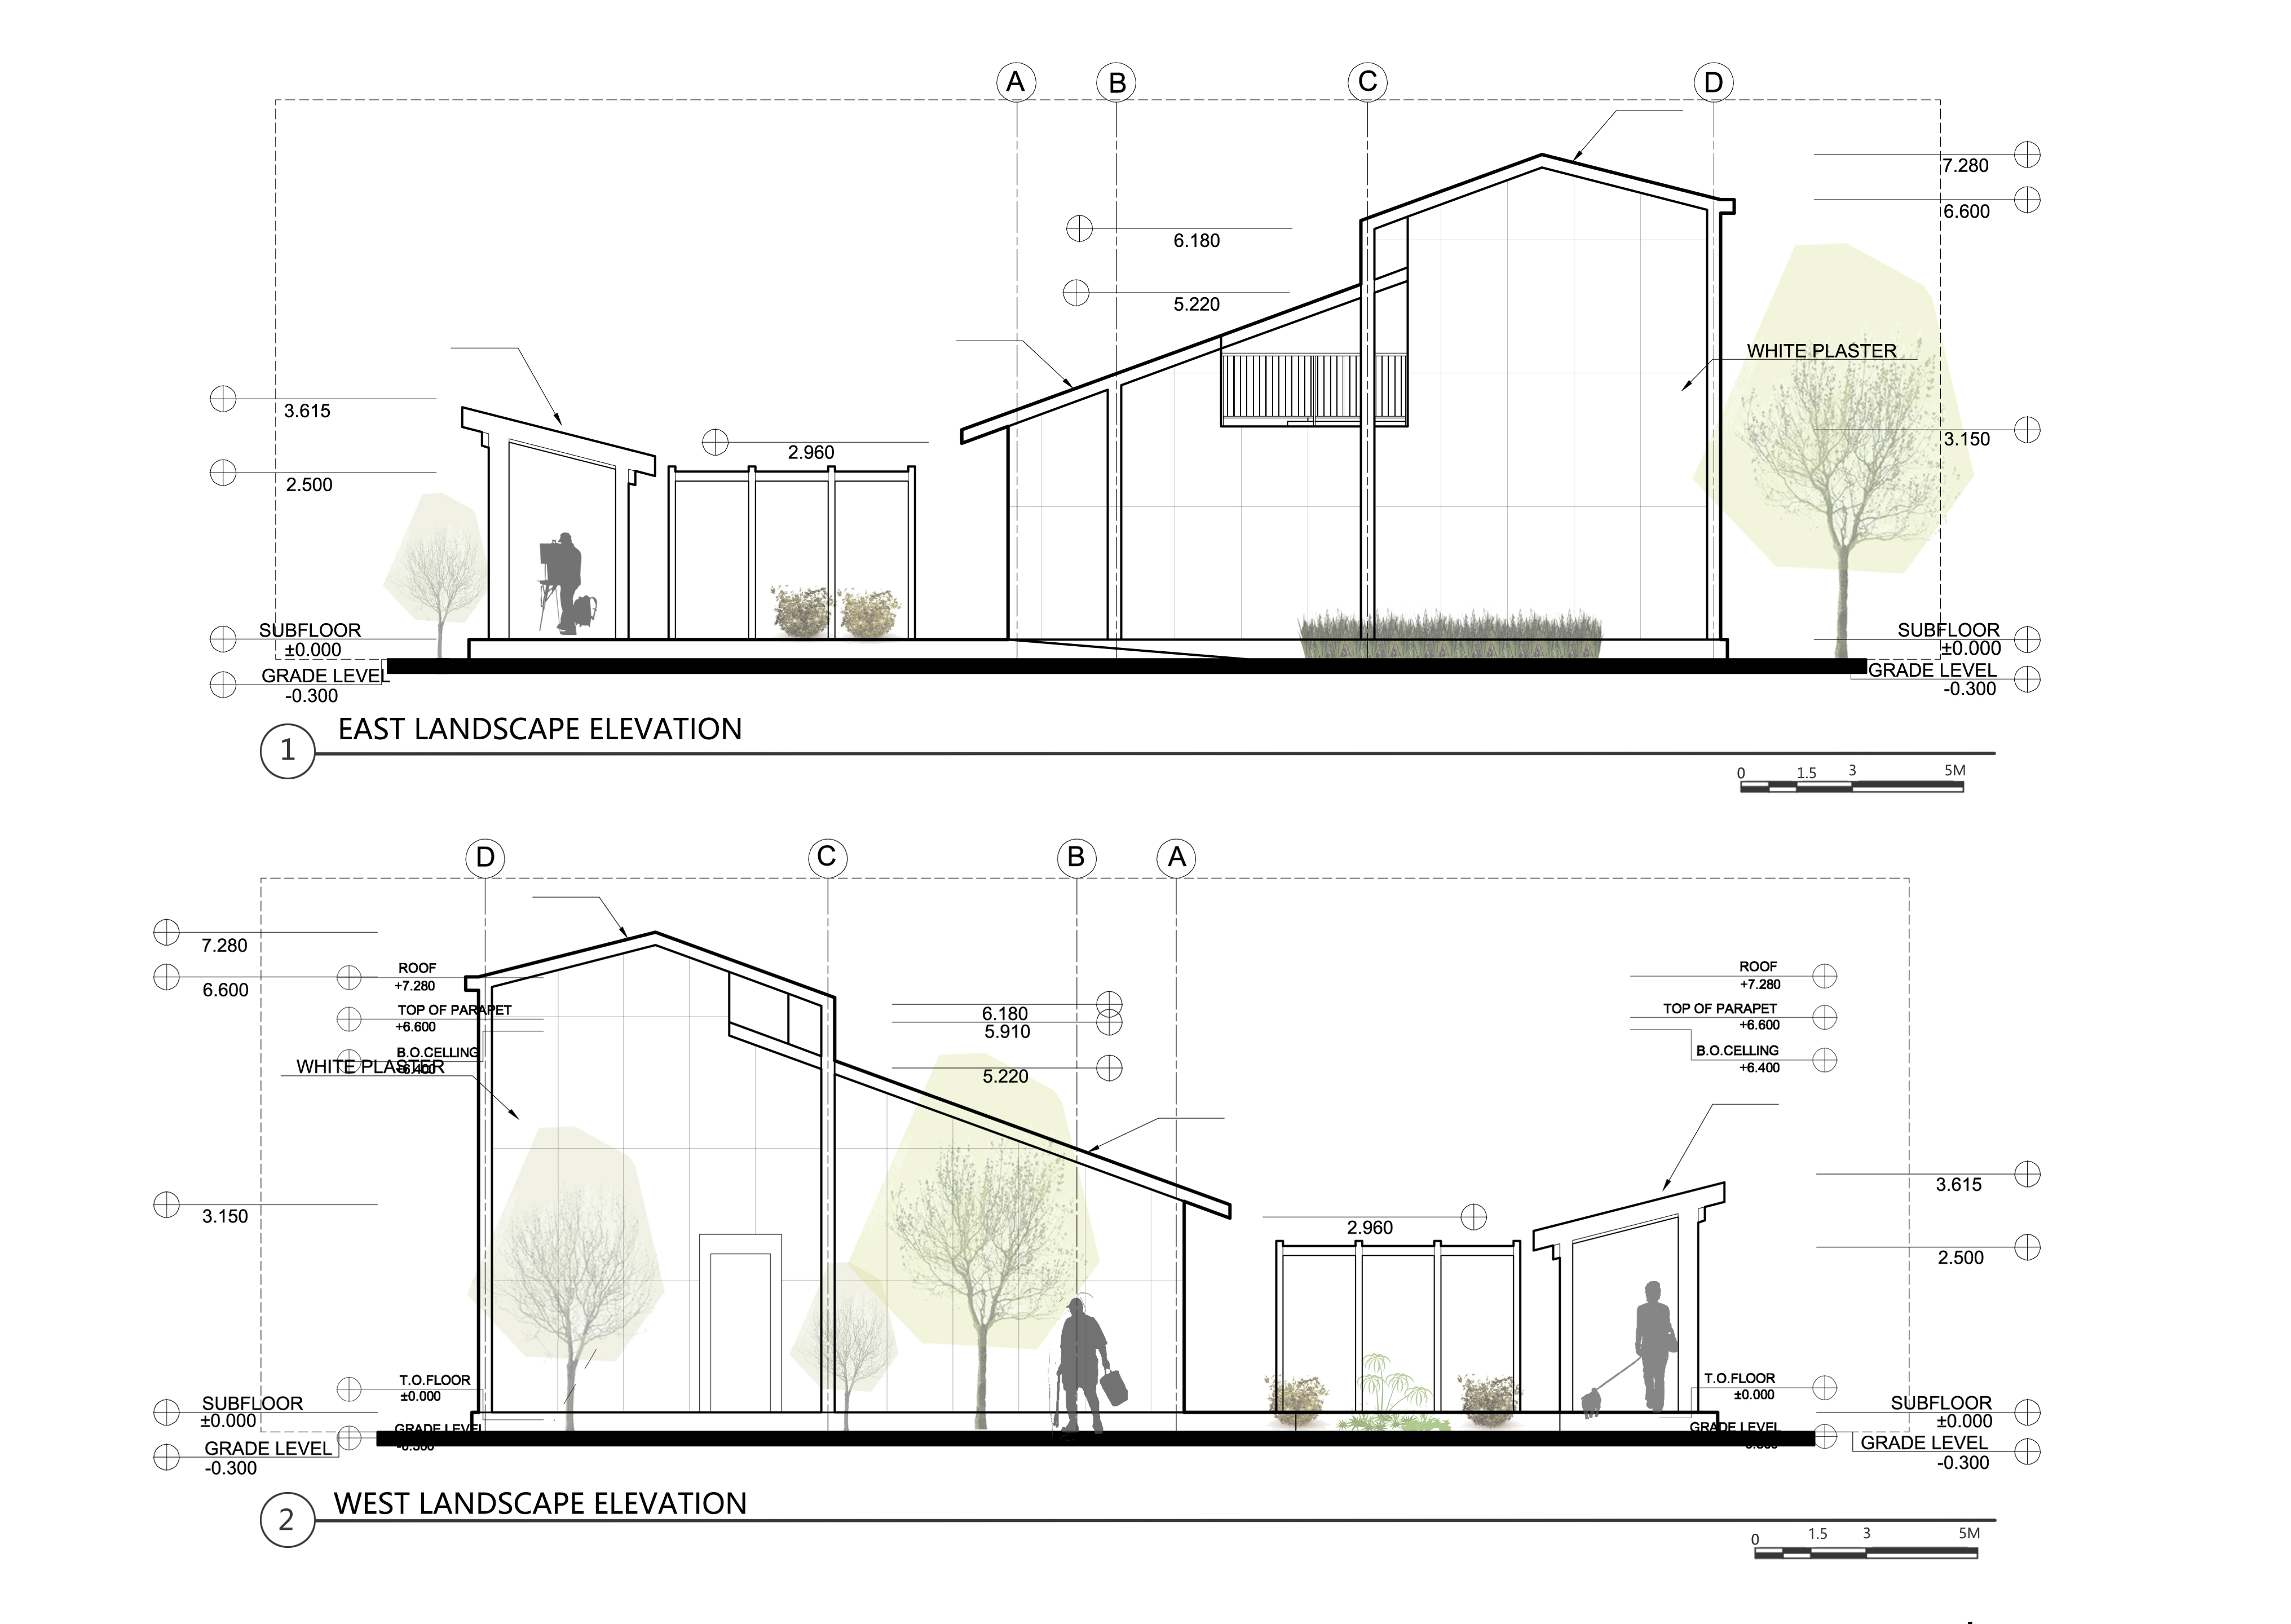 A B C D
7.280
6.600
6.180
5.220
WHITE PLASTER
3.615
2.960
3.150
2.500
SUBFLOOR
±0.000
GRADE LEVEL
-0.300
SUBFLOOR
±0.000
GRADE LEVEL
-0.300
1 EAST LANDSCAPE ELEVATION
0 1.5 3 5M
D C B A
7.280
6.600
ROOF
+7.280
TOP OF PARAPET
+6.600
B.O.CELLING
+6.400
WHITE PLASTER
6.180
5.910
5.220
ROOF
+7.280
TOP OF PARAPET
+6.600
B.O.CELLING
+6.400
3.150
2.960
3.615
2.500
T.O.FLOOR
±0.000
SUBFLOOR
±0.000
GRADE LEVEL
GRADE LEVEL
-0.300
T.O.FLOOR
±0.000
SUBFLOOR
±0.000
GRADE LEVEL
GRADE LEVEL
-0.300
2 WEST LANDSCAPE ELEVATION
0 1.5 3 5M